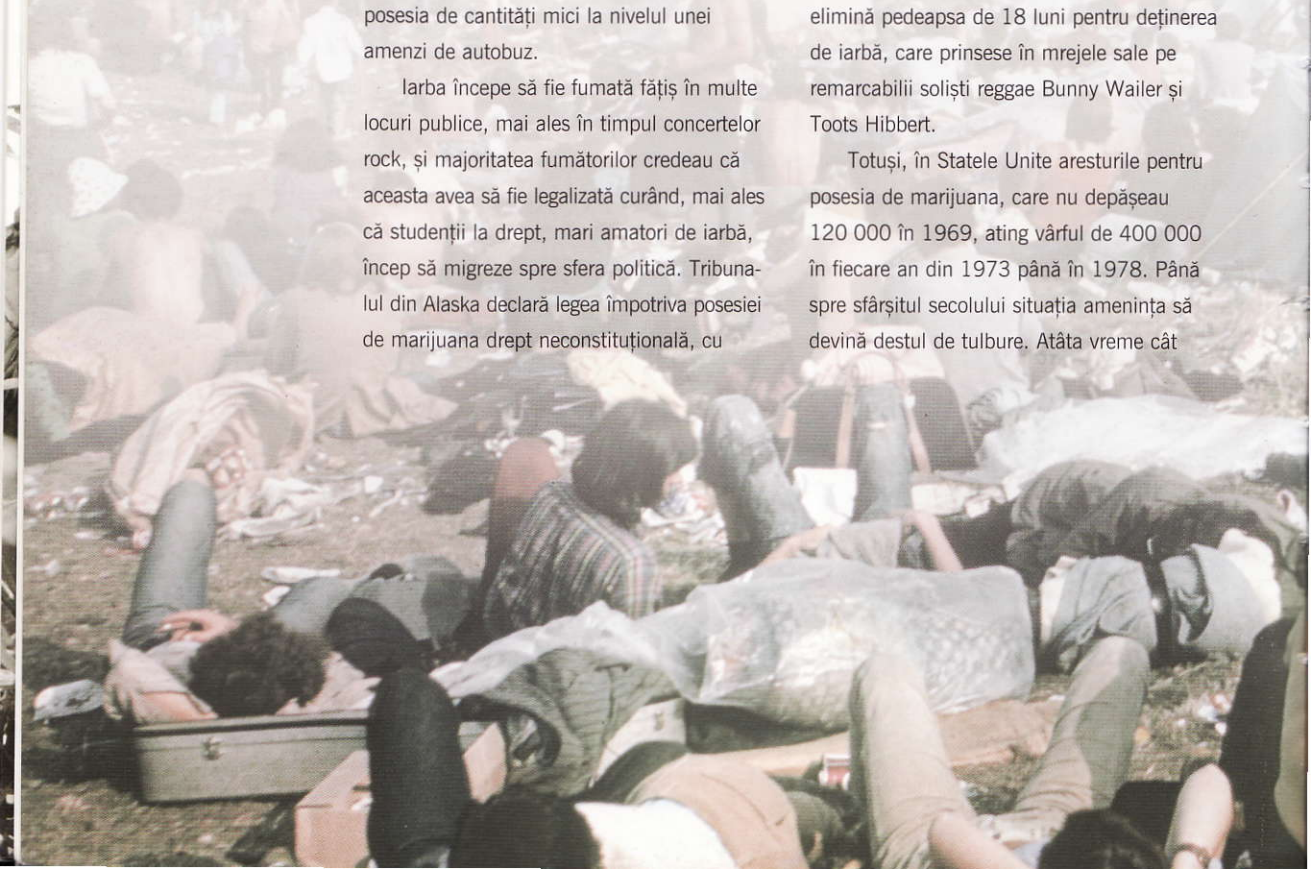 posesia de cantități mici la nivelul unei
amenzi de autobuz.
Iarba începe să fie fumată fățiș în multe
locuri publice, mai ales în timpul concertelor
rock, și majoritatea fumătorilor credeau că
aceasta avea să fie legalizată curând, mai ales
că studenții la drept, mari amatori de iarbă,
încep să migreze spre sfera politică. Tribuna-
lul din Alaska declară legea împotriva posesiei
de marijuana drept neconstituțională, cu
elimină pedeapsa de 18 luni pentru deținerea
de iarbă, care prinsese în mrejele sale pe
remarcabilii soliști reggae Bunny Wailer și
Toots Hibbert.
Totuși, în Statele Unite aresturile pentru
posesia de marijuana, care nu depășeau
120 000 în 1969, ating vârful de 400 000
în fiecare an din 1973 până în 1978. Până
spre sfârșitul secolului situația amenința să
devină destul de tulbure. Atâta vreme cât